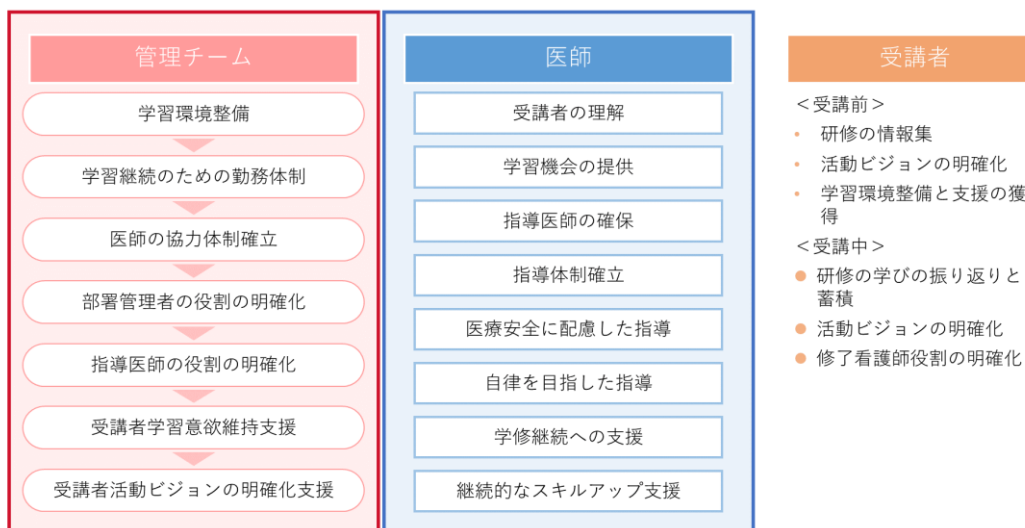 管理チーム
学習環境整備
学習継続のための勤務体制
医師の協力体制確立
部署管理者の役割の明確化
指導医師の役割の明確化
受講者学習意欲維持支援
受講者活動ビジョンの明確化支援
医師
受講者の理解
学習機会の提供
指導医師の確保
指導体制確立
医療安全に配慮した指導
自律を目指した指導
学修継続への支援
継続的なスキルアップ支援
受講者
＜受講前＞
• 研修の情報集
• 活動ビジョンの明確化
• 学習環境整備と支援の獲
得
＜受講中＞
● 研修の学びの振り返りと
蓄積
● 活動ビジョンの明確化
● 修了看護師役割の明確化